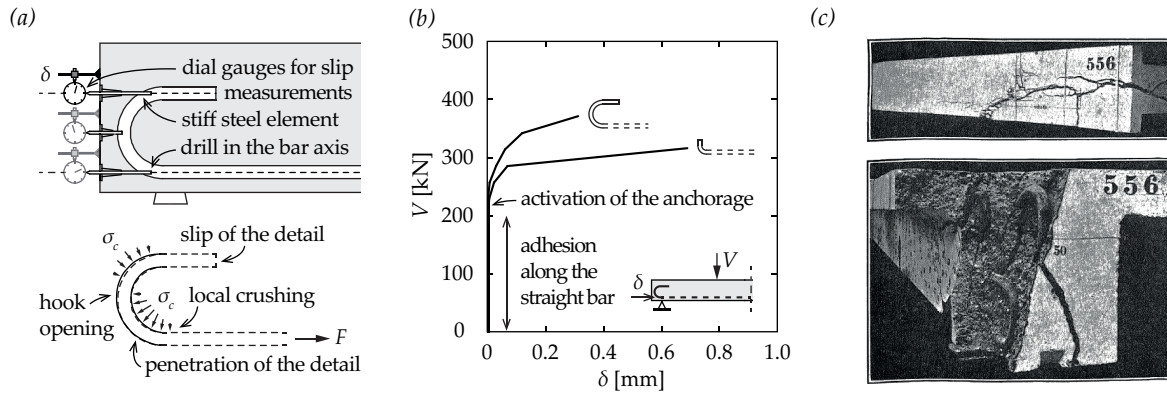 (a)
δ
dial gauges for slip
measurements
stiff steel element
drill in the bar axis
σc
slip of the detail
σc
local crushing
hook
opening
F
penetration of the detail
(b)
500
400
300
200
100
0
V [kN]
activation of the anchorage
adhesion
along the
straight bar
V
δ
0
0.2
0.4
0.6
0.8
1.0
δ [mm]
(c)
556
556
50